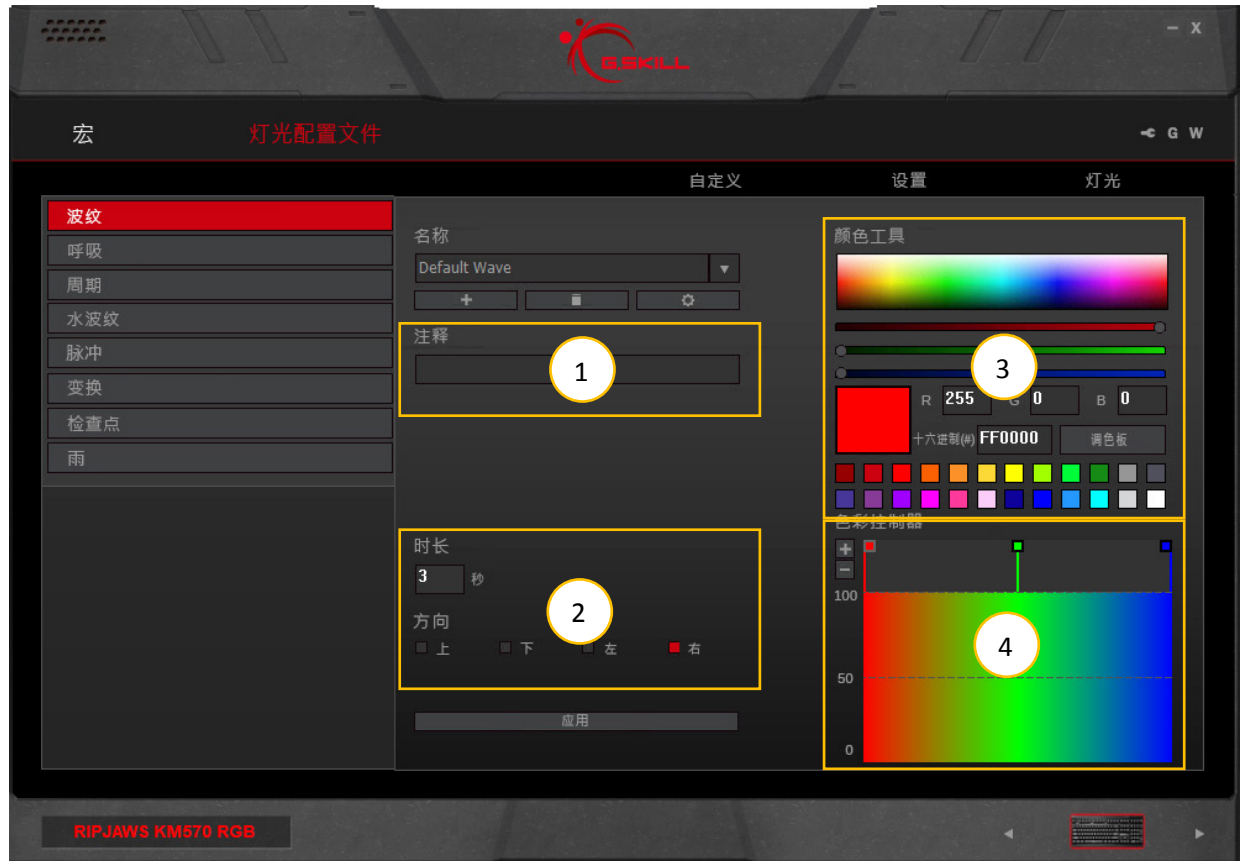 G.SKILL
- X
宏 灯光配置文件 G W
自定义 设置 灯光
波纹
呼吸
周期
水波纹
脉冲
变换
检查点
雨
名称
Default Wave
注释
1
时长
3 秒
方向
2
上 下 左 右
应用
颜色工具
3
R 255 G 0 B 0
十六进制(#) FF0000 调色板
色彩控制器
+
-
100
4
50
0
RIPJAWS KM570 RGB